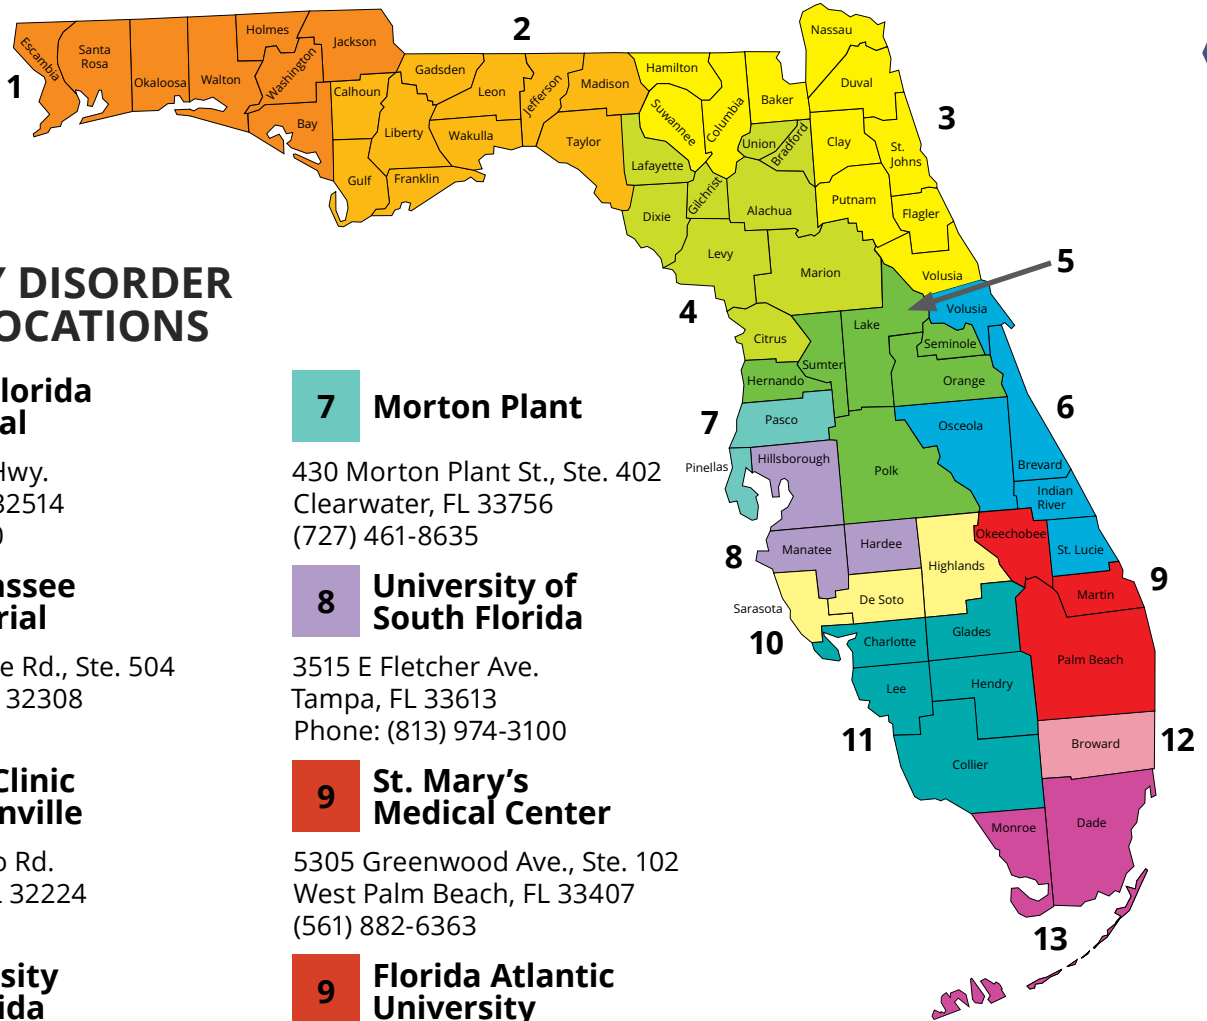 1
2
3
4
5
6
7
8
9
10
11
12
13
Escambia
Santa
Rosa
Okaloosa
Walton
Holmes
Washington
Jackson
Bay
Calhoun
Gulf
Gadsden
Liberty
Franklin
Leon
Wakulla
Jefferson
Madison
Taylor
Hamilton
Suwannee
Columbia
Baker
Nassau
Duval
Clay
St.
Johns
Putnam
Flagler
Volusia
Lafayette
Union
Bradford
Gilchrist
Dixie
Alachua
Levy
Marion
Citrus
Lake
Sumter
Hernando
Seminole
Orange
Polk
Volusia
Osceola
Brevard
Indian
River
St. Lucie
Pasco
Pinellas
Hillsborough
Manatee
Hardee
Highlands
De Soto
Sarasota
Okeechobee
Martin
Palm Beach
Charlotte
Glades
Lee
Hendry
Collier
Broward
Monroe
Dade
Y DISORDER
OCATIONS
lorida
al
Hwy.
32514
0
assee
rial
e Rd., Ste. 504
32308
Clinic
nville
o Rd.
L 32224
sity
ida
7 Morton Plant
430 Morton Plant St., Ste. 402
Clearwater, FL 33756
(727) 461-8635
8 University of
South Florida
3515 E Fletcher Ave.
Tampa, FL 33613
Phone: (813) 974-3100
9 St. Mary's
Medical Center
5305 Greenwood Ave., Ste. 102
West Palm Beach, FL 33407
(561) 882-6363
9 Florida Atlantic
University